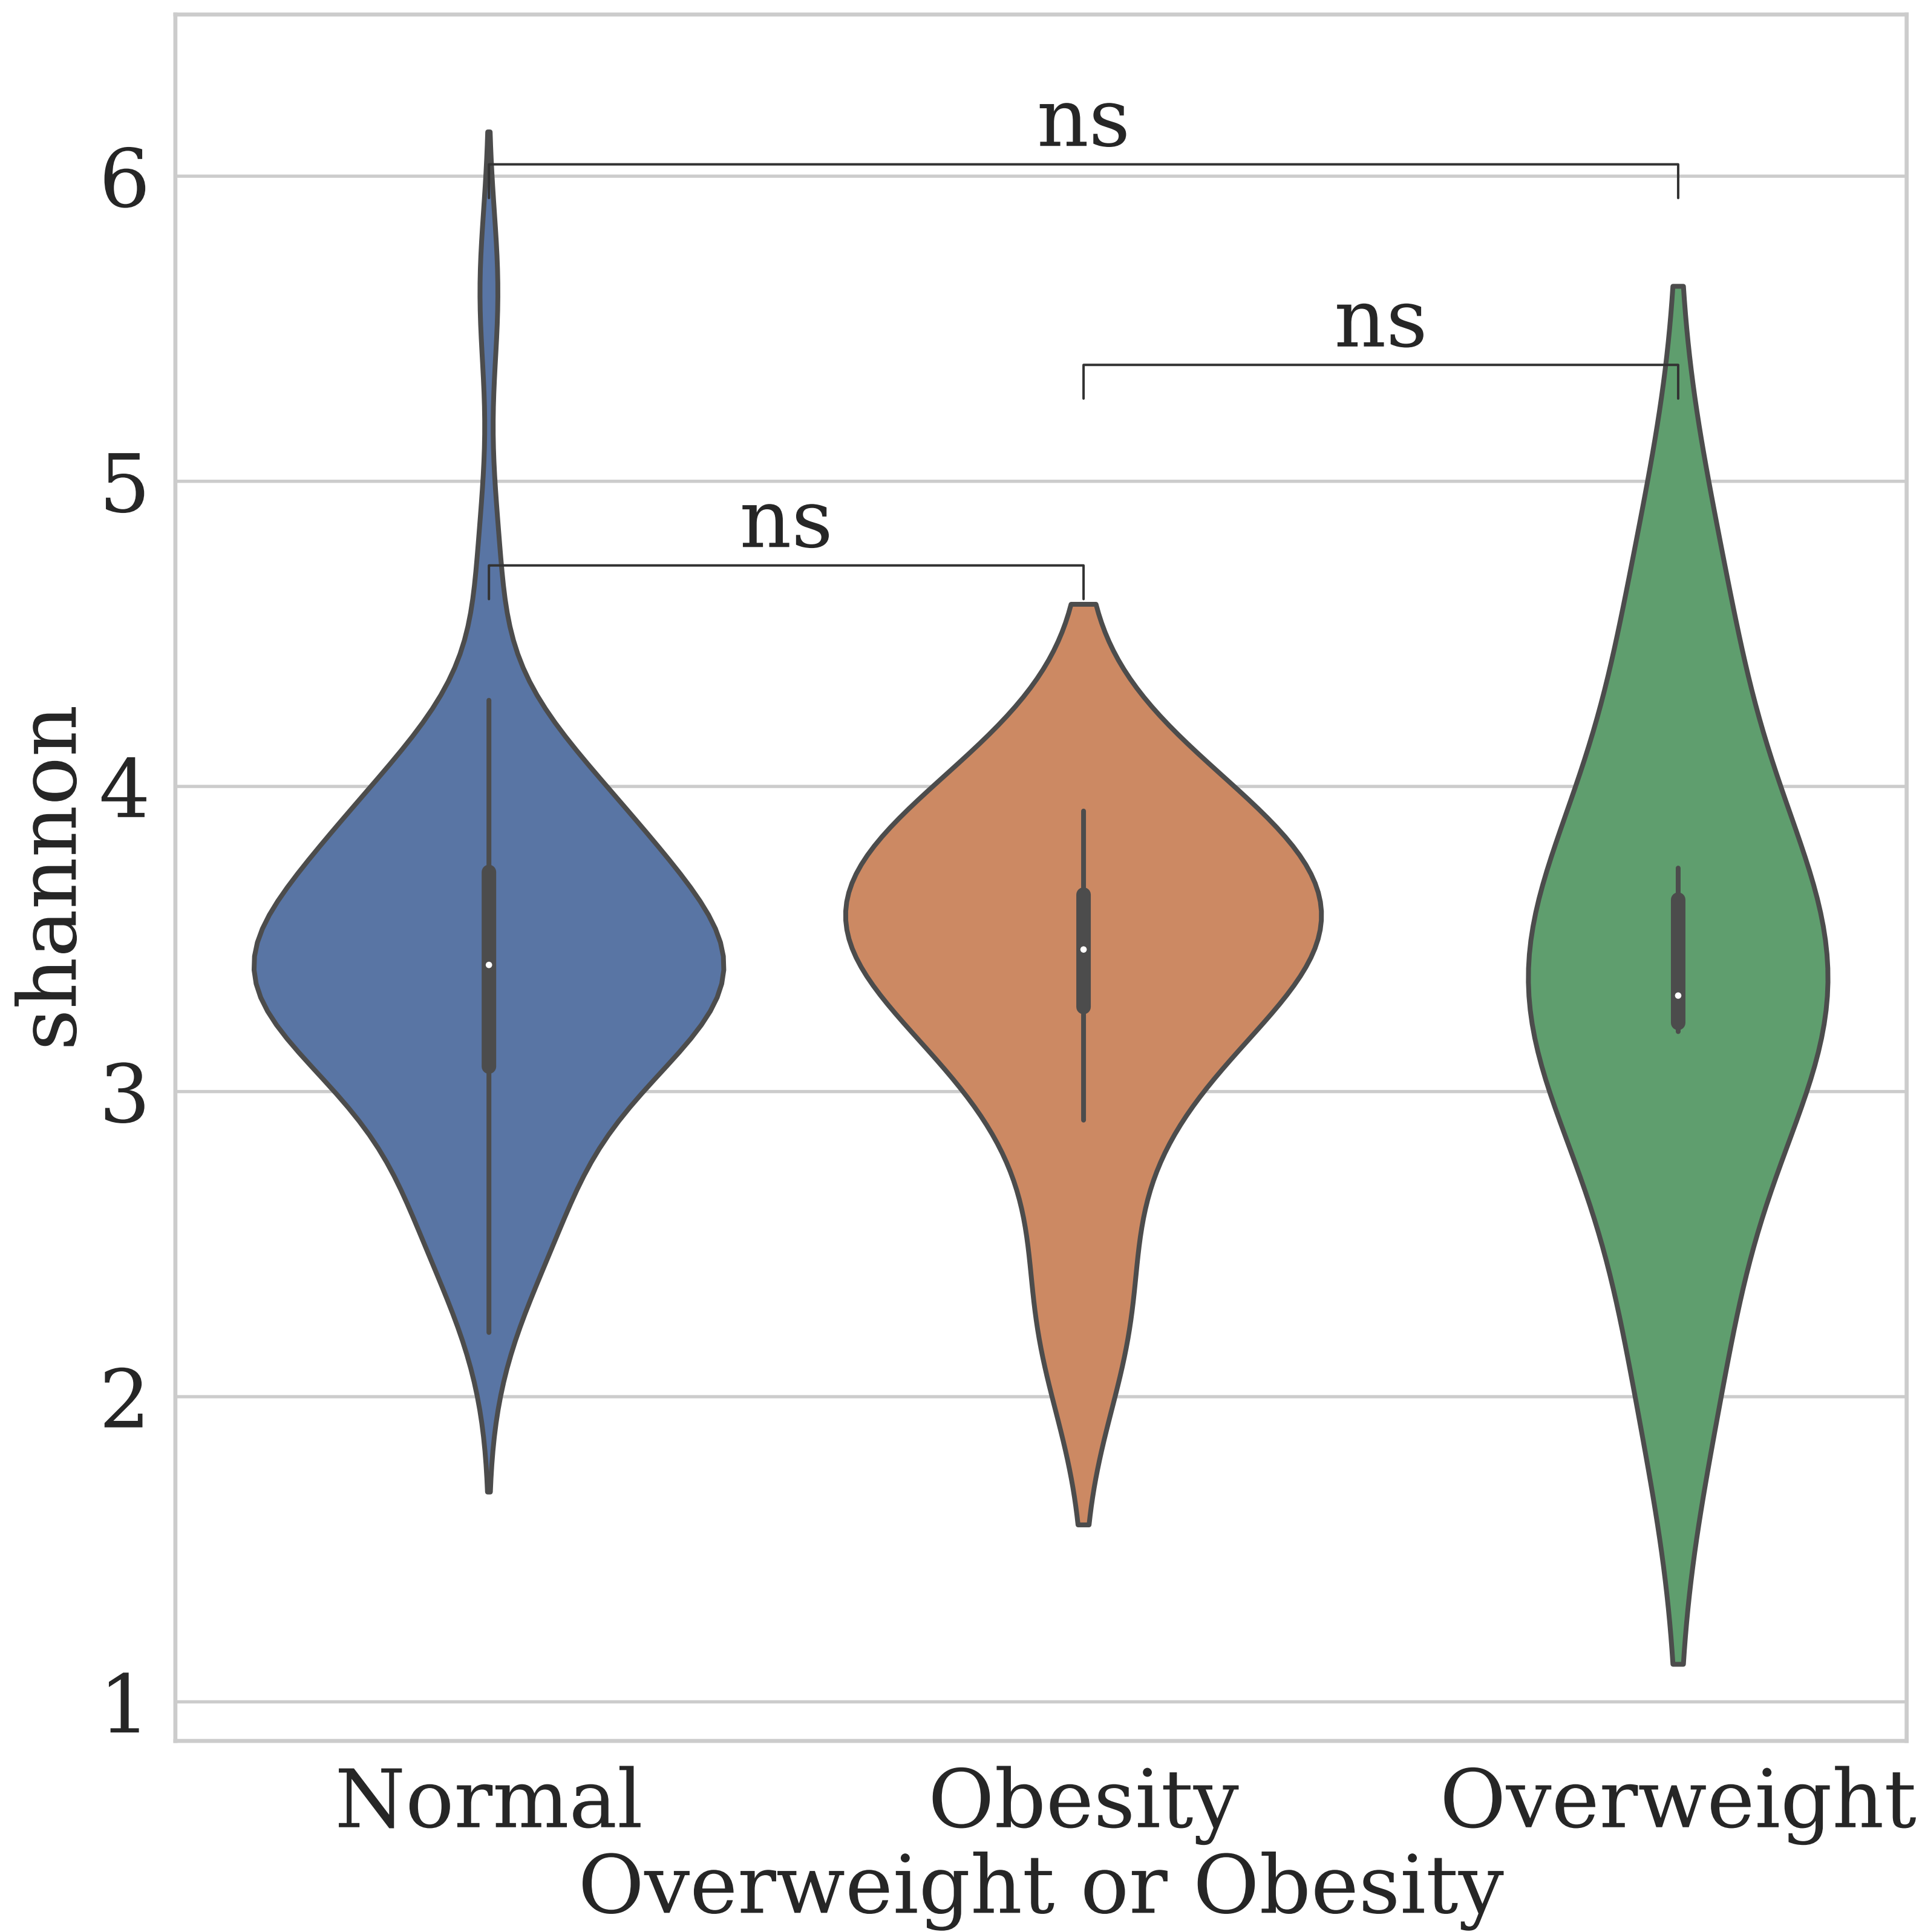 ns
ns
ns
6
5
4
3
2
1
shannon
Normal
Obesity
Overweight
Overweight or Obesity